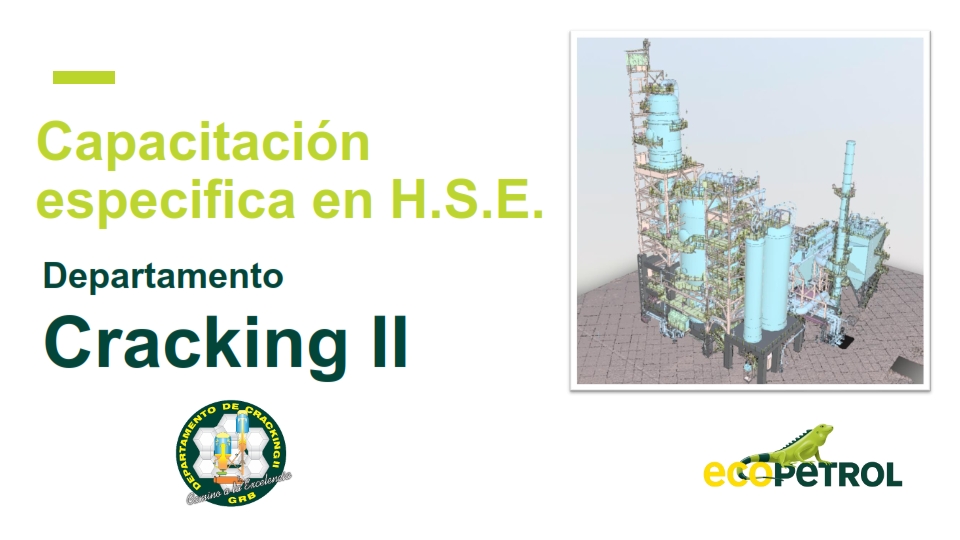 Capacitación
especifica en H.S.E.
Departamento
Cracking II
DEPARTAMENTO DE CRACKING II
Camino a la Excelencia
GRB
ecopetrol